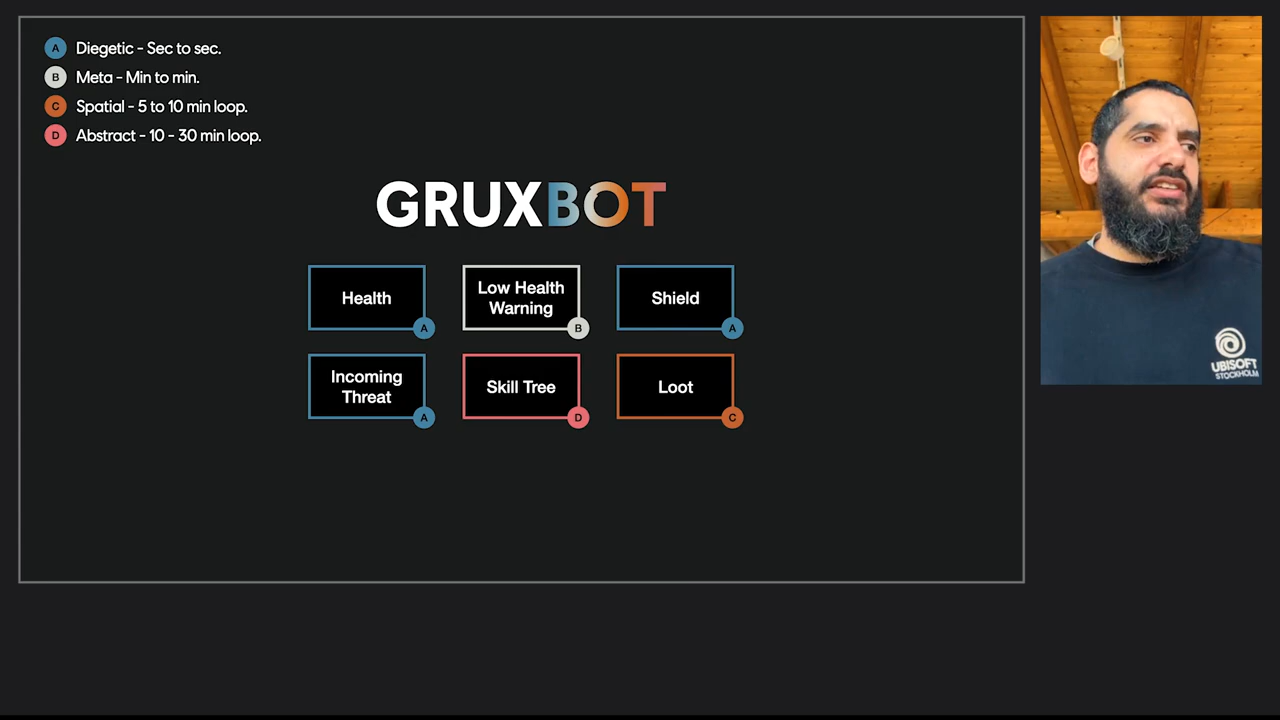 A Diegetic - Sec to sec.
B Meta - Min to min.
C Spatial - 5 to 10 min loop.
D Abstract - 10 - 30 min loop.
GRUXBOT
Health
A
Low Health
Warning
B
Shield
A
Incoming
Threat
A
Skill Tree
D
Loot
C
UBISOFT
STOCKHOLM